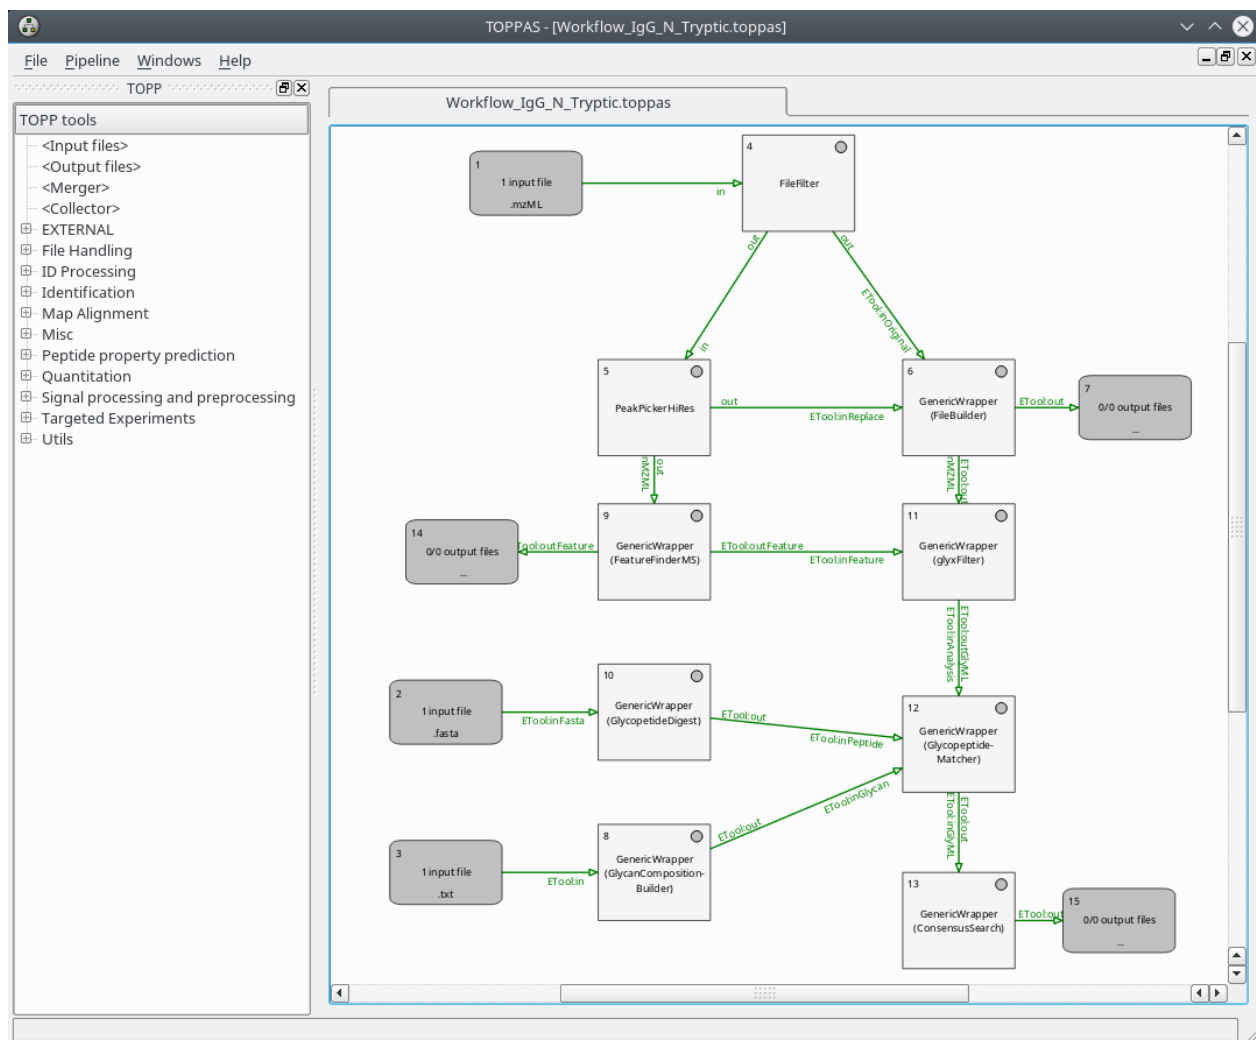 TOPPAS - [Workflow_IgG_N_Tryptic.toppas]
File Pipeline Windows Help
TOPP
TOPP tools
<Input files>
<Output files>
<Merger>
<Collector>
EXTERNAL
File Handling
ID Processing
Identification
Map Alignment
Misc
Peptide property prediction
Quantitation
Signal processing and preprocessing
Targeted Experiments
Utils
Workflow_IgG_N_Tryptic.toppas
1
1 input file
.mzML
in
4
FileFilter
out
out
in
ETool:inOriginal
5
PeakPickerHiRes
out
ETool:inReplace
6
GenericWrapper
(FileBuilder)
ETool:out
7
0/0 output files
...
out
nMZML
ETool:out
nMZML
14
0/0 output files
...
Tool:outFeature
9
GenericWrapper
(FeatureFinderMS)
ETool:outFeature
ETool:inFeature
11
GenericWrapper
(glyxFilter)
ETool:outGlyML
ETool:inAnalysis
2
1 input file
.fasta
ETool:inFasta
10
GenericWrapper
(GlycopetideDigest)
ETool:out
ETool:inPeptide
12
GenericWrapper
(Glycopeptide-
Matcher)
ETool:out
ETool:inGlyML
3
1 input file
.txt
ETool:in
8
GenericWrapper
(GlycanComposition-
Builder)
ETool:out
ETool:inGlycan
13
GenericWrapper
(ConsensusSearch)
ETool:out
15
0/0 output files
...